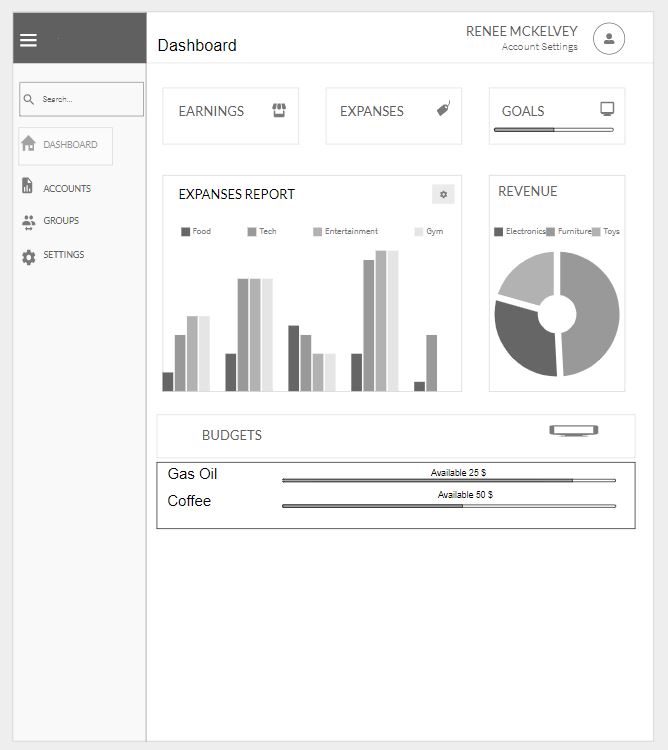 Dashboard
RENEE MCKELVEY
Account Settings
Search...
DASHBOARD
ACCOUNTS
GROUPS
SETTINGS
EARNINGS
EXPANSES
GOALS
EXPANSES REPORT
Food Tech Entertainment Gym
REVENUE
Electronics Furniture Toys
BUDGETS
Gas Oil Available 25 $
Coffee Available 50 $